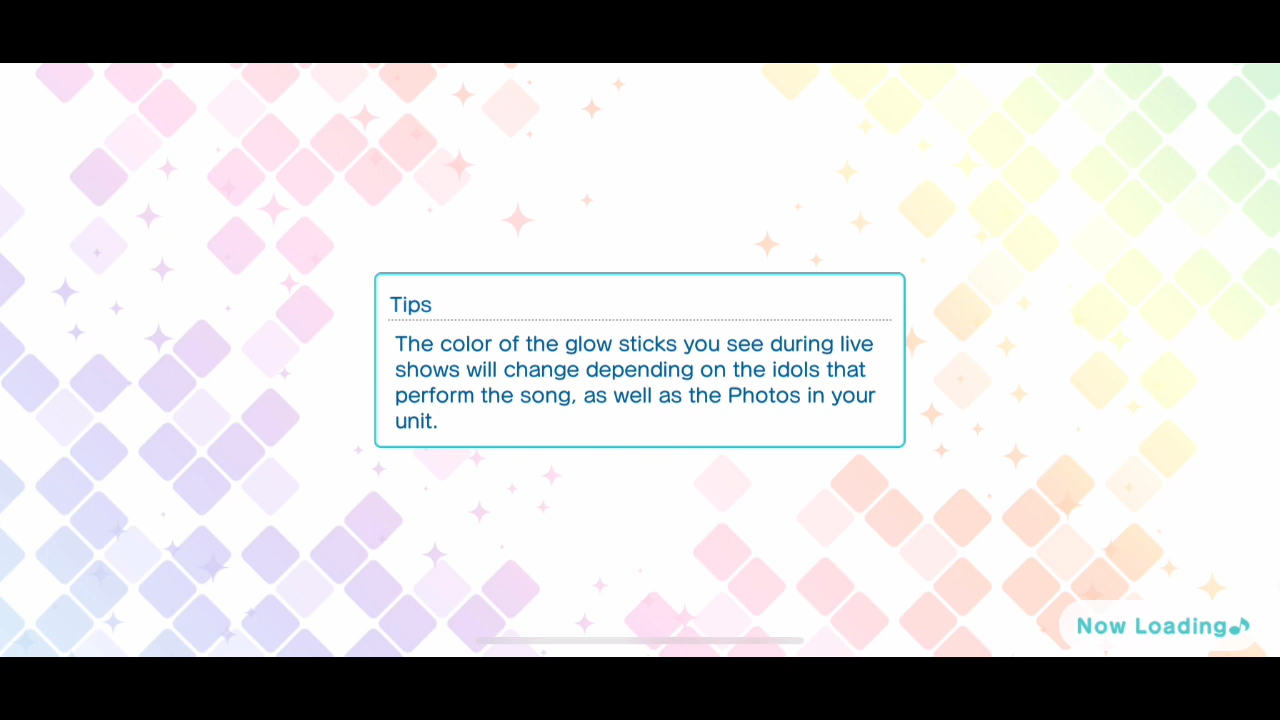 Tips
The color of the glow sticks you see during live
shows will change depending on the idols that
perform the song, as well as the Photos in your
unit.
Now Loading♪